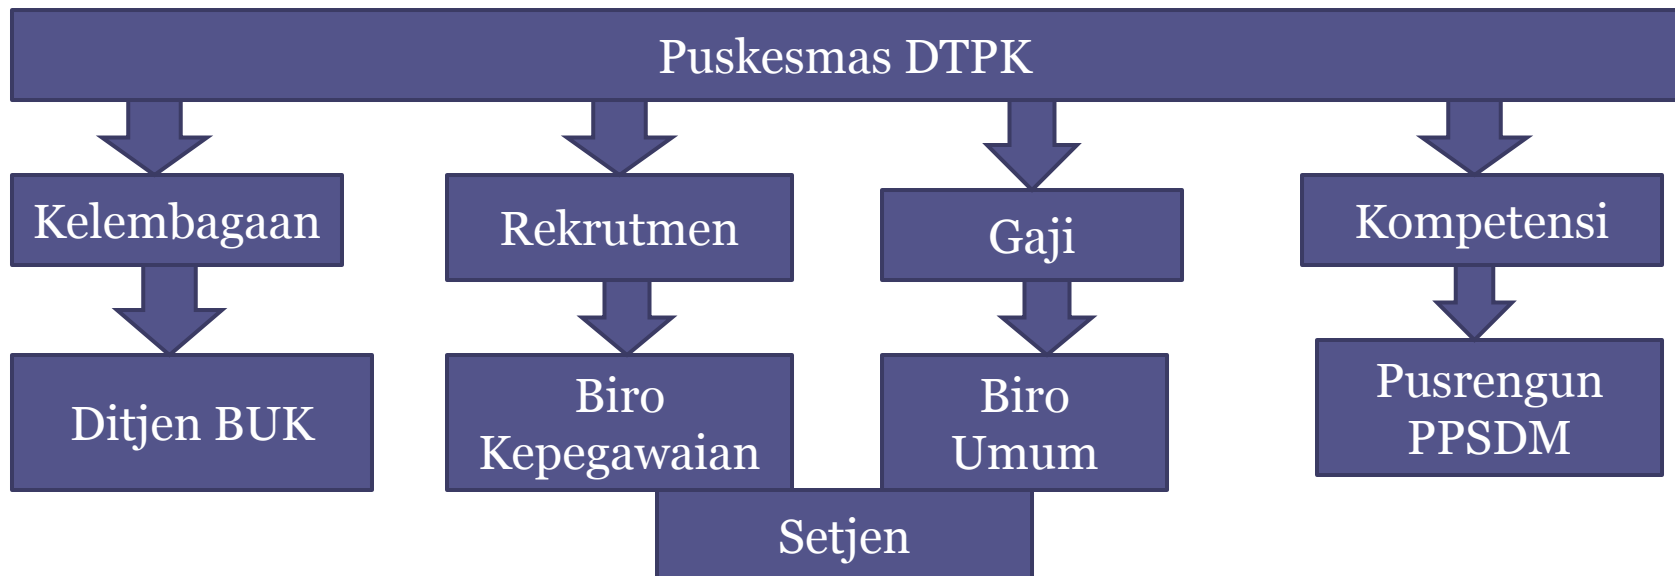 Puskesmas DTPK
Kelembagaan
Rekrutmen
Gaji
Kompetensi
Ditjen BUK
Biro
Kepegawaian
Biro
Umum
Pusrengun
PPSDM
Setjen